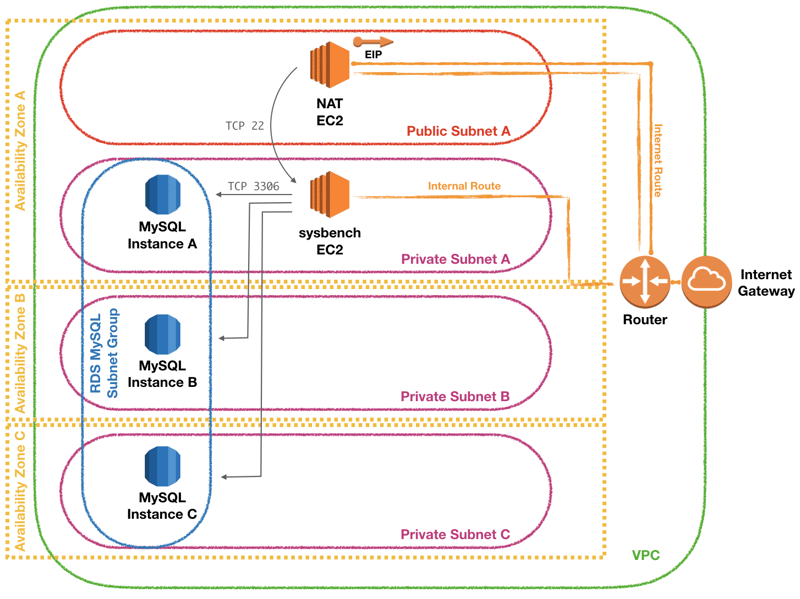 EIP
NAT
EC2
Public Subnet A
TCP 22
Availability Zone A
Internet Route
TCP 3306
MySQL
Instance A
sysbench
EC2
Internal Route
Private Subnet A
Router
Internet
Gateway
Availability Zone B
RDS MySQL
Subnet Group
MySQL
Instance B
Private Subnet B
Availability Zone C
MySQL
Instance C
Private Subnet C
VPC